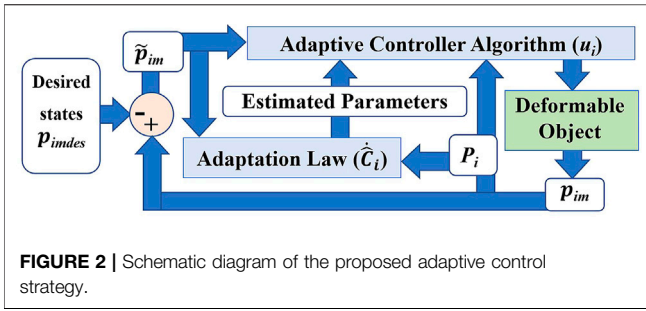 p̃ᵢₘ
Adaptive Controller Algorithm (uᵢ)
Desired
states
pᵢₘdₑₛ
-
+
Estimated Parameters
Deformable
Object
Adaptation Law (Ċ̂ᵢ)
Pᵢ
pᵢₘ
FIGURE 2 | Schematic diagram of the proposed adaptive control
strategy.